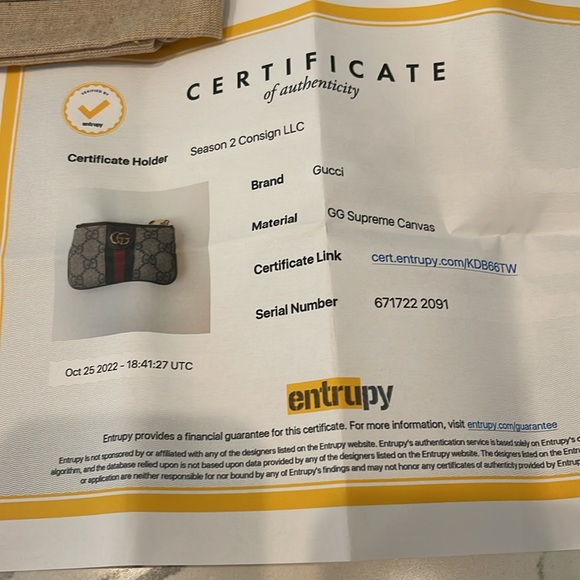 CERTIFICATE
of authenticity
VERIFIED BY
entrupy
Certificate Holder Season 2 Consign LLC
Brand Gucci
Material GG Supreme Canvas
Certificate Link cert.entrupy.com/KDB66TW
Serial Number 671722 2091
Oct 25 2022 - 18:41:27 UTC
entrupy
Entrupy provides a financial guarantee for this certificate. For more information, visit entrupy.com/guarantee
Entrupy is not sponsored by or affiliated with any of the designers listed on the Entrupy website. Entrupy's authentication service is based solely on Entrupy's
algorithm, and the database relied upon is not based upon data provided by any of the designers listed on the Entrupy website. The designers listed on the
or application are neither responsible for nor bound by any of Entrupy's findings and may not honor any certificates of authenticity provided by